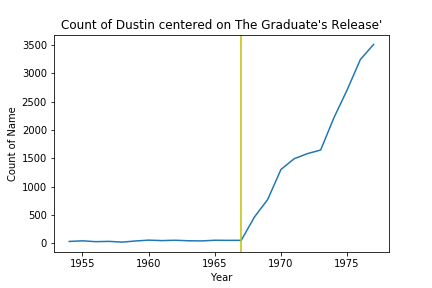 Count of Dustin centered on The Graduate's Release'
3500
3000
2500
2000
1500
1000
500
0
Count of Name
1955 1960 1965 1970 1975
Year